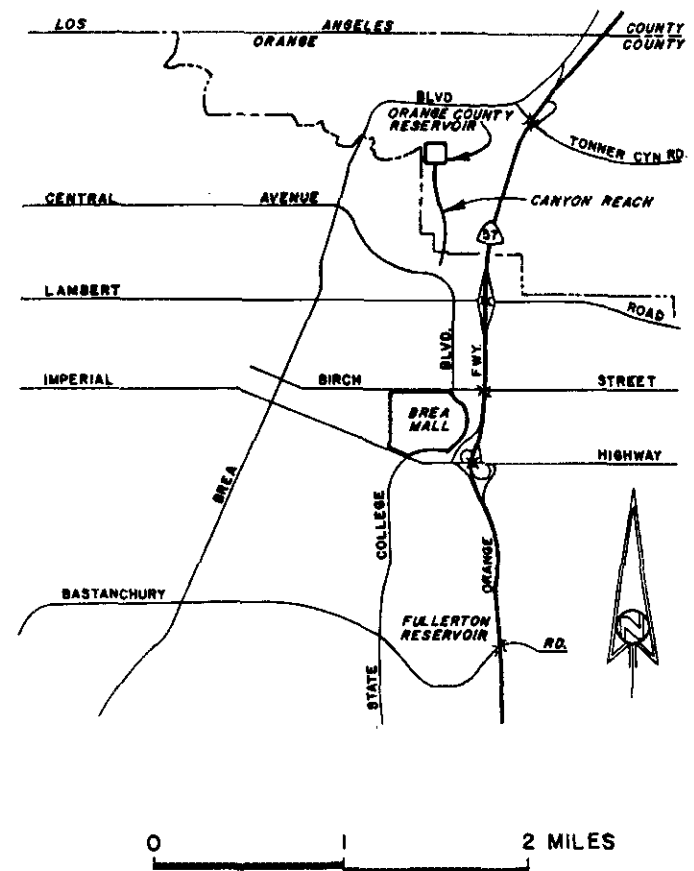 LOS ANGELES COUNTY
ORANGE COUNTY
BLVD
ORANGE COUNTY
RESERVOIR
TONNER CYN RD.
CENTRAL AVENUE
CANYON REACH
57
LAMBERT ROAD
BLVD.
FWY.
IMPERIAL BIRCH STREET
BREA
MALL
HIGHWAY
BREA
COLLEGE
ORANGE
BASTANCHURY
FULLERTON
RESERVOIR
RD.
STATE
N
0 1 2 MILES